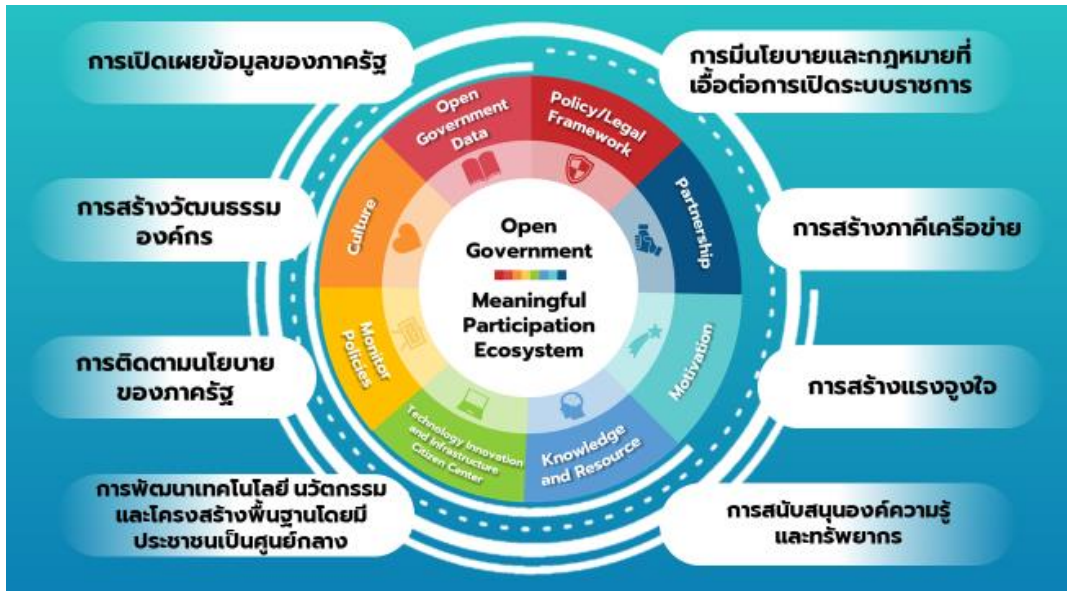 การเปิดเผยข้อมูลของภาครัฐ
การมีนโยบายและกฎหมายที่
เอื้อต่อการเปิดระบบราชการ
Open
Government
Data
Policy/Legal
Framework
การสร้างวัฒนธรรม
องค์กร
Culture
Partnership
การสร้างภาคีเครือข่าย
Open
Government
Meaningful
Participation
Ecosystem
การติดตามนโยบาย
ของภาครัฐ
Monitor
Policies
Motivation
การสร้างแรงจูงใจ
Technology Innovation
and Infrastructure
Citizen Center
Knowledge
and Resource
การพัฒนาเทคโนโลยี นวัตกรรม
และโครงสร้างพื้นฐานโดยมี
ประชาชนเป็นศูนย์กลาง
การสนับสนุนองค์ความรู้
และทรัพยากร